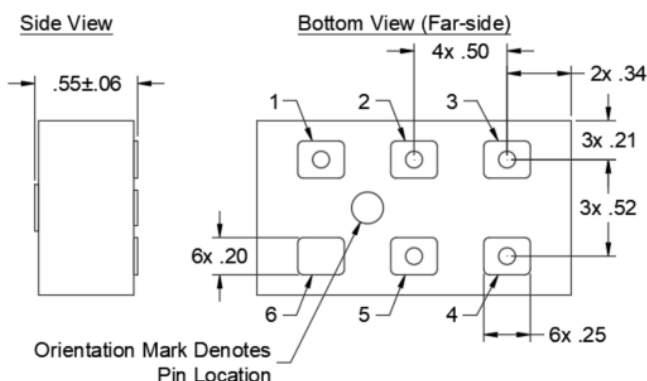 Side View
Bottom View (Far-side)
4x .50
.55±.06
2x .34
1
2
3
3x .21
3x .52
6x .20
6
5
4
6x .25
Orientation Mark Denotes
Pin Location